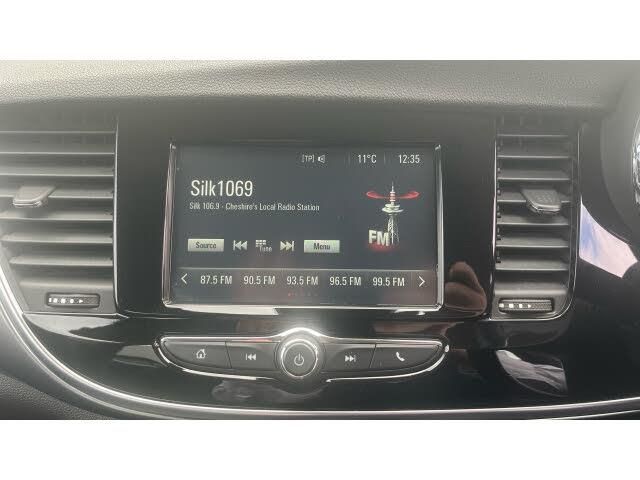 [TP] 11°C 12:35
Silk1069
Silk 106.9 - Cheshire's Local Radio Station
FM
Source Tune Menu
87.5 FM 90.5 FM 93.5 FM 96.5 FM 99.5 FM